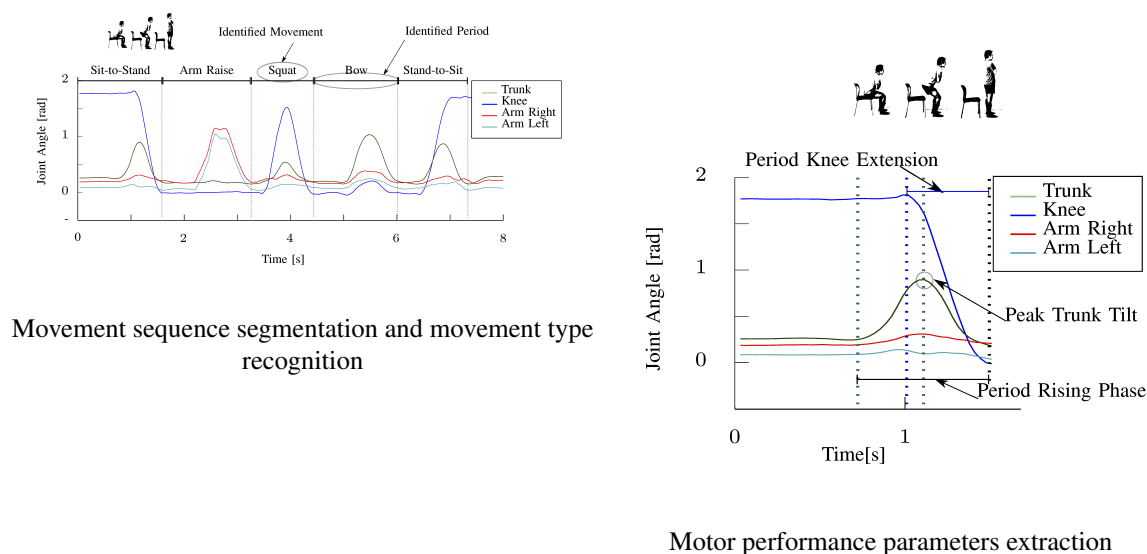 Identified Movement
Identified Period
Sit-to-Stand Arm Raise Squat Bow Stand-to-Sit
2
1
0
-
Joint Angle [rad]
Trunk
Knee
Arm Right
Arm Left
0 2 4 6 8
Time [s]
Movement sequence segmentation and movement type
recognition
Period Knee Extension
2
1
0
Joint Angle [rad]
Trunk
Knee
Arm Right
Arm Left
Peak Trunk Tilt
Period Rising Phase
0 1
Time[s]
Motor performance parameters extraction